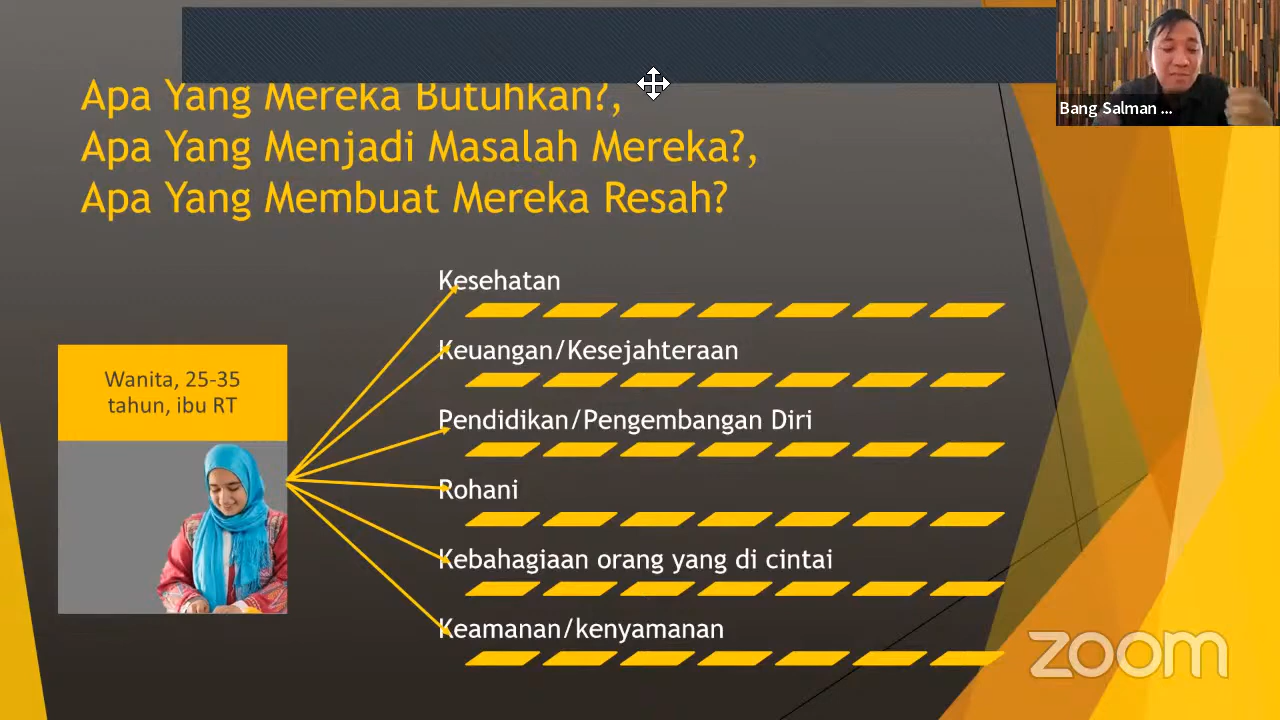 Bang Salman ...
Apa Yang Mereka Butuhkan?,
Apa Yang Menjadi Masalah Mereka?,
Apa Yang Membuat Mereka Resah?
Wanita, 25-35
tahun, ibu RT
Kesehatan
Keuangan/Kesejahteraan
Pendidikan/Pengembangan Diri
Rohani
Kebahagiaan orang yang di cintai
Keamanan/kenyamanan
zoom